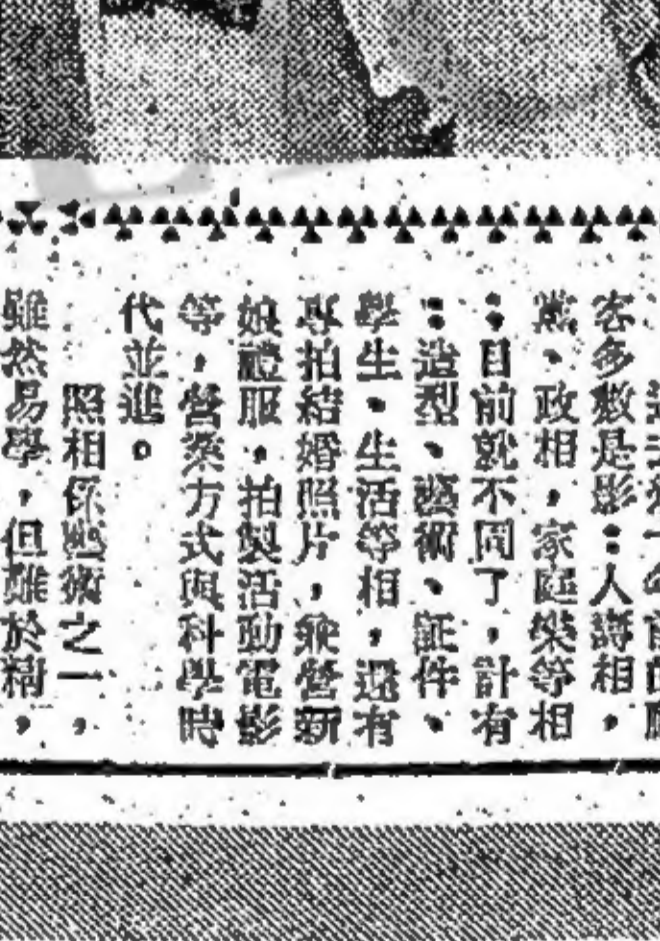 客多數是影：人壽相，
黨、政相，家庭樂等相
；目前就不同了，計有
：造型、藝術、証件、
學生、生活等相，還有
專拍結婚照片，兼營新
娘禮服，拍製活動電影
等，營業方式與科學時
代並進。
照相係藝術之一，
雖然易學，但難於精，